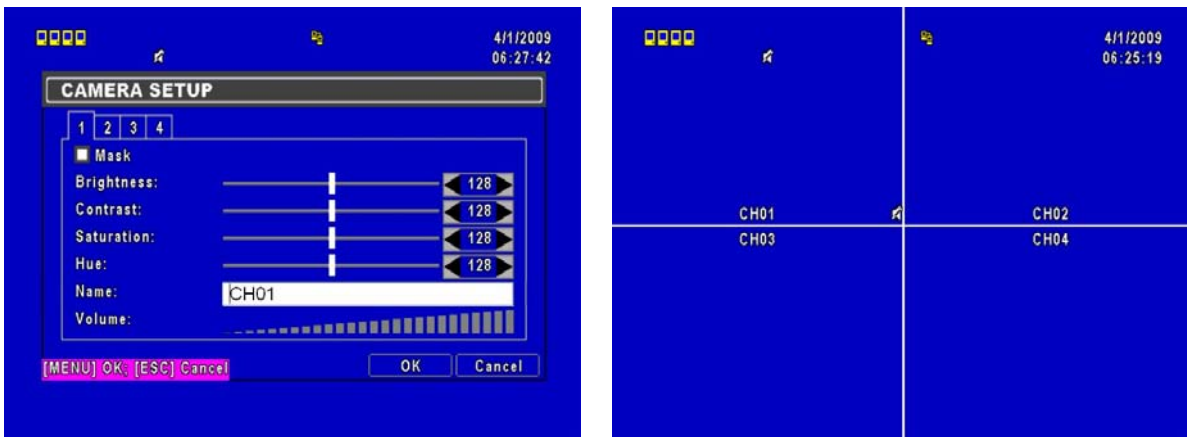 4/1/2009
06:27:42
CAMERA SETUP
1 2 3 4
Mask
Brightness: 128
Contrast: 128
Saturation: 128
Hue: 128
Name: CH01
Volume:
[MENU] OK; [ESC] Cancel OK Cancel
4/1/2009
06:25:19
CH01 CH02
CH03 CH04